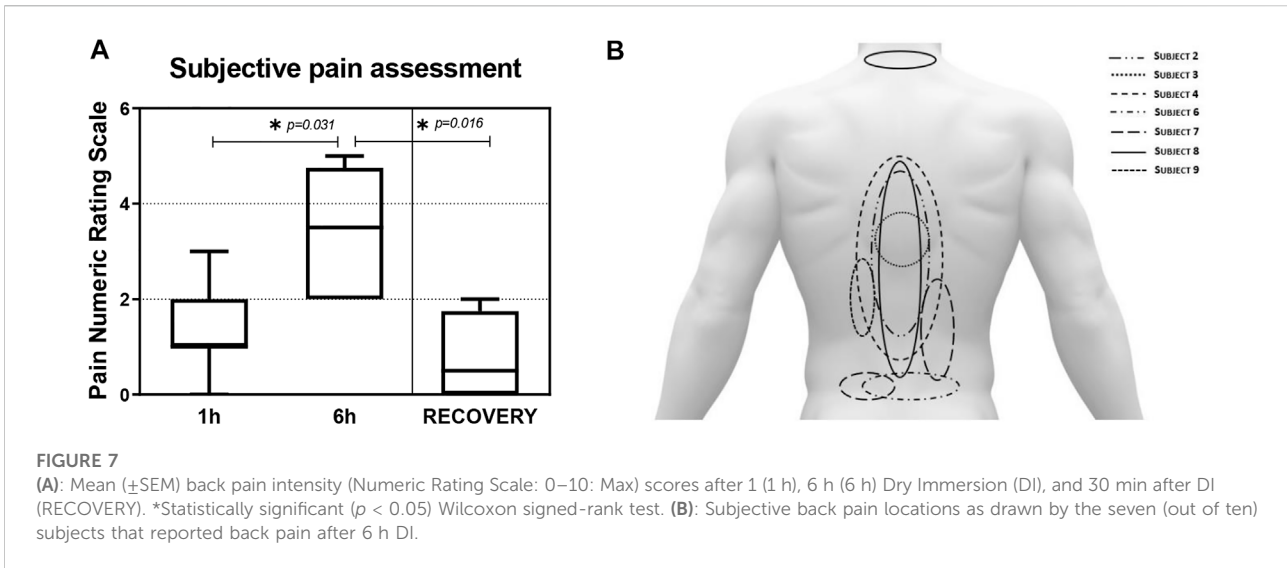 A
Subjective pain assessment
Pain Numeric Rating Scale
6
4
2
0
* p=0.031
* p=0.016
1h
6h
RECOVERY
B
SUBJECT 2
SUBJECT 3
SUBJECT 4
SUBJECT 6
SUBJECT 7
SUBJECT 8
SUBJECT 9
FIGURE 7
(A): Mean (±SEM) back pain intensity (Numeric Rating Scale: 0–10: Max) scores after 1 (1 h), 6 h (6 h) Dry Immersion (DI), and 30 min after DI
(RECOVERY). *Statistically significant (p < 0.05) Wilcoxon signed-rank test. (B): Subjective back pain locations as drawn by the seven (out of ten)
subjects that reported back pain after 6 h DI.